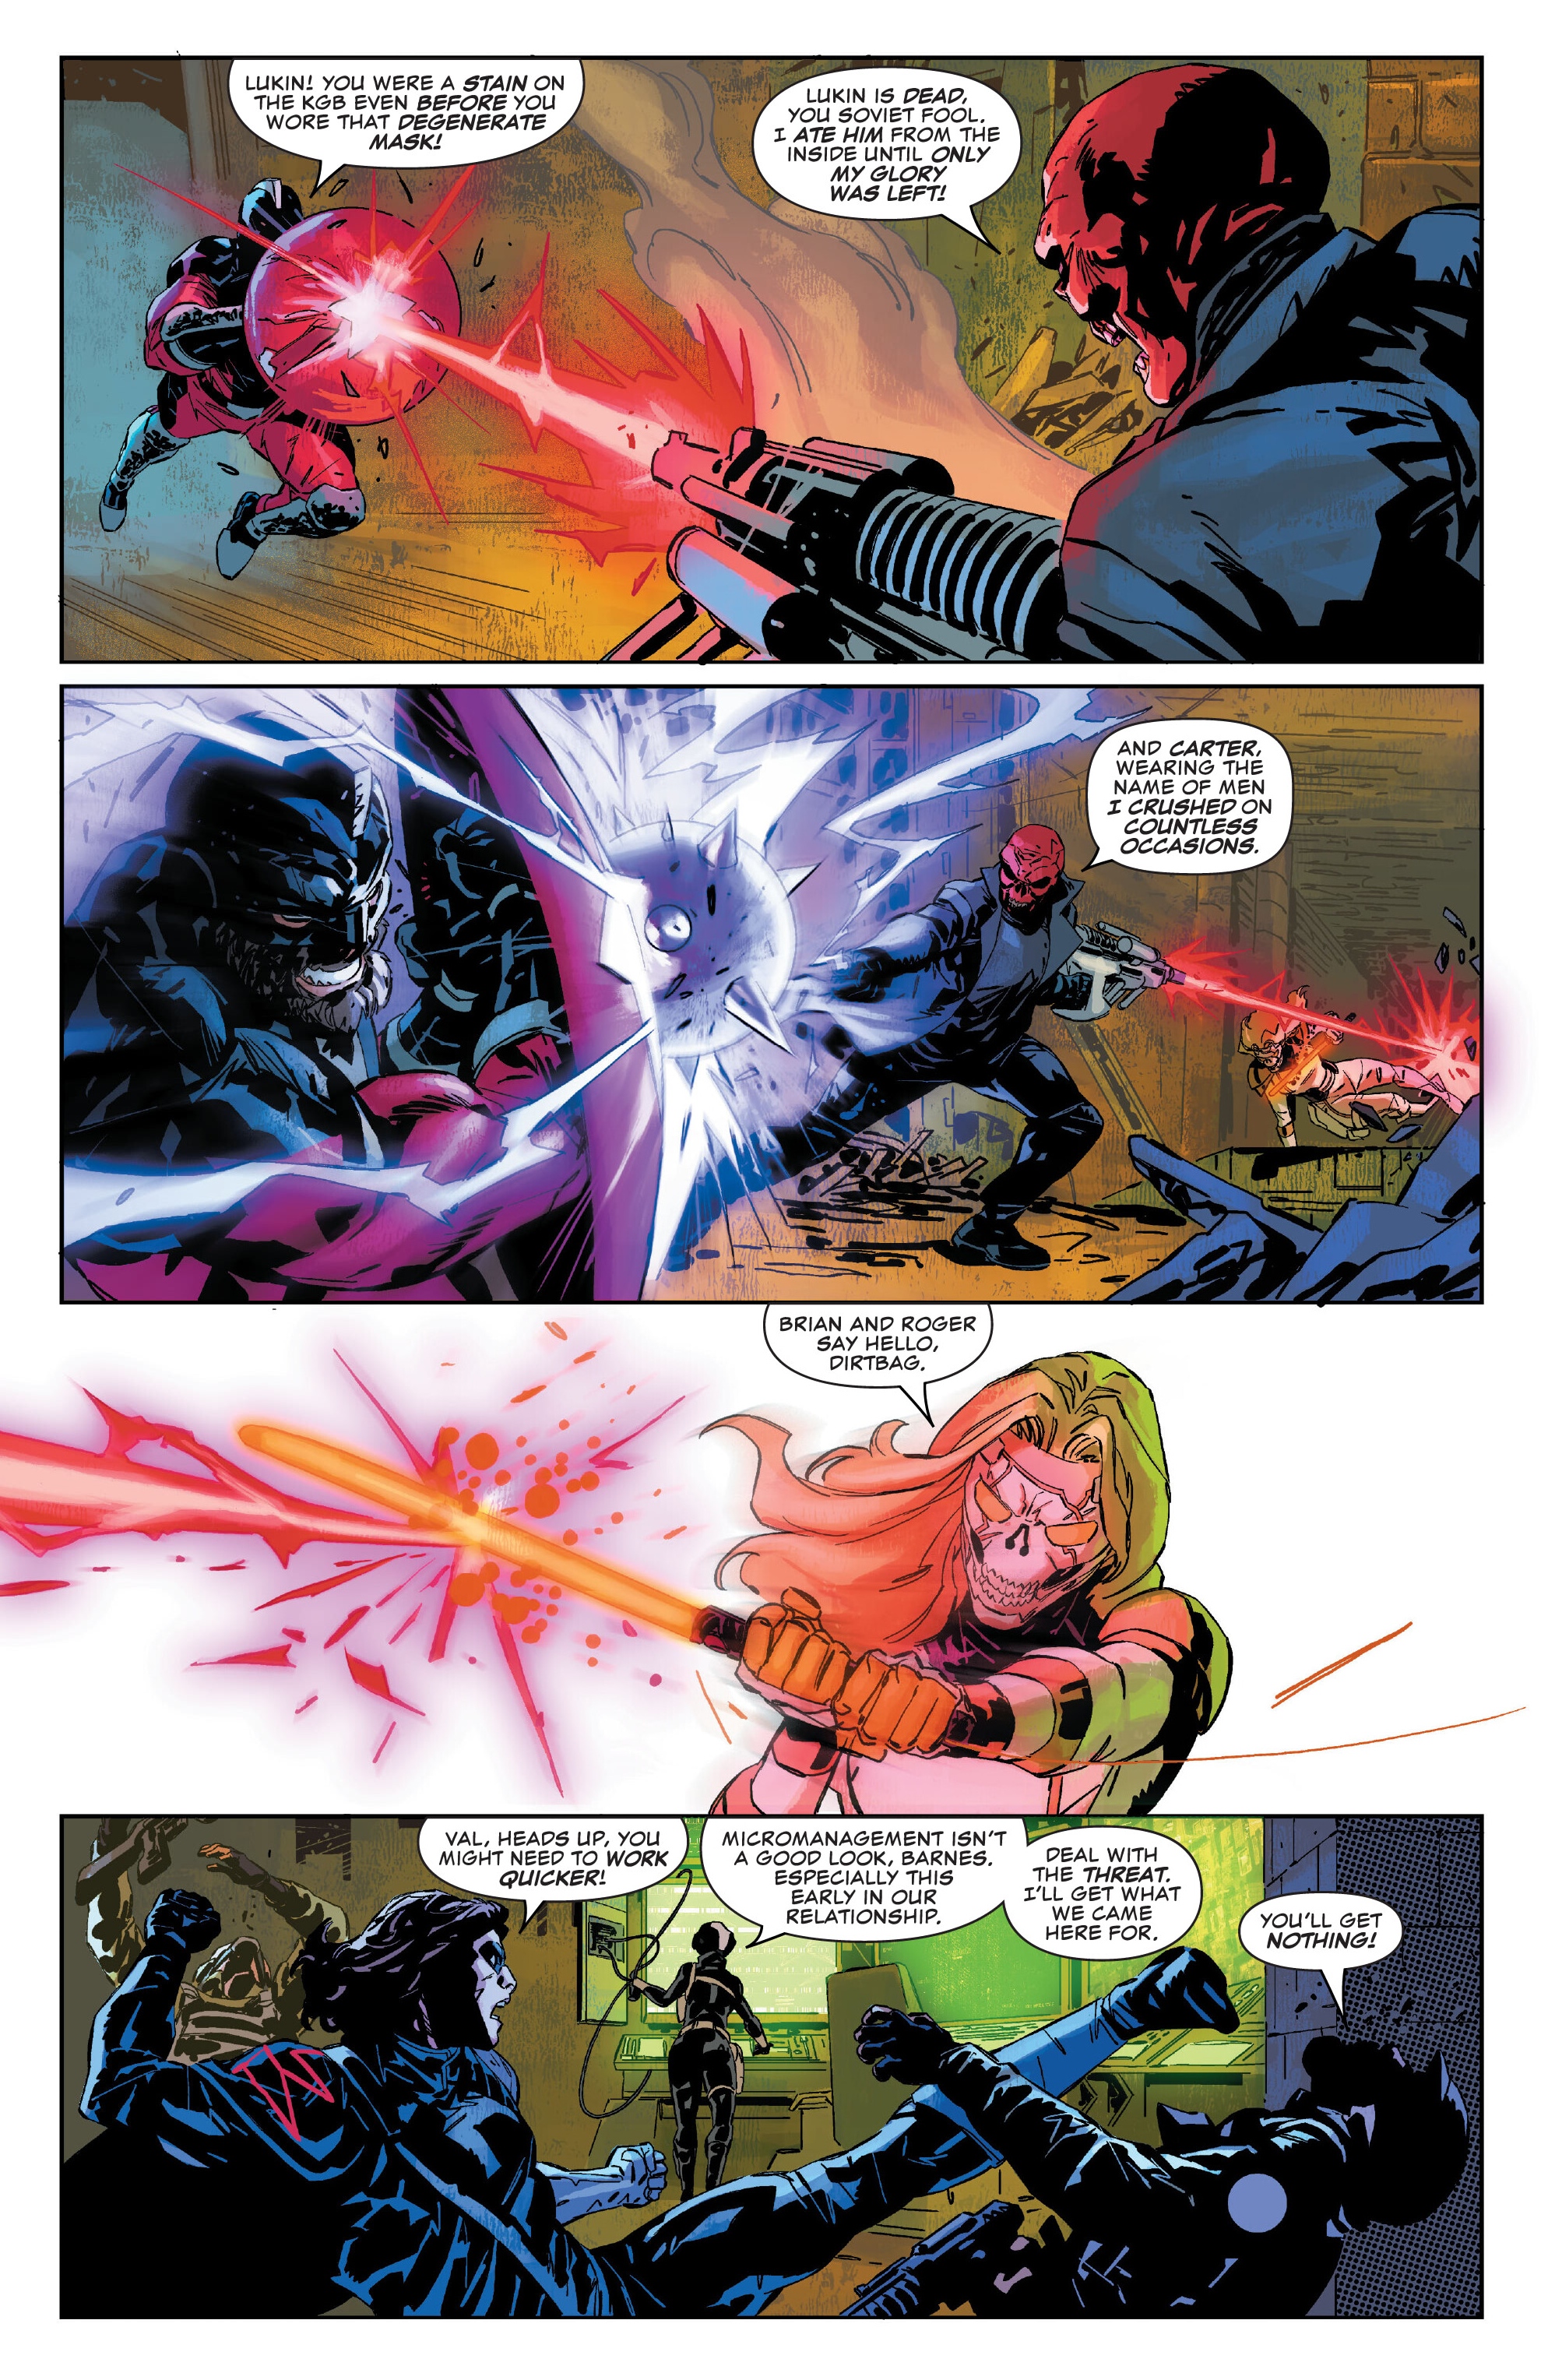 LUKIN! YOU WERE A STAIN ON
THE KGB EVEN BEFORE YOU
WORE THAT DEGENERATE
MASK!
LUKIN IS DEAD,
YOU SOVIET FOOL.
I ATE HIM FROM THE
INSIDE UNTIL ONLY
MY GLORY
WAS LEFT!
AND CARTER,
WEARING THE
NAME OF MEN
I CRUSHED ON
COUNTLESS
OCCASIONS.
BRIAN AND ROGER
SAY HELLO,
DIRTBAG.
VAL, HEADS UP, YOU
MIGHT NEED TO WORK
QUICKER!
MICROMANAGEMENT ISN'T
A GOOD LOOK, BARNES.
ESPECIALLY THIS
EARLY IN OUR
RELATIONSHIP.
DEAL WITH
THE THREAT.
I'LL GET WHAT
WE CAME
HERE FOR.
YOU'LL GET
NOTHING!